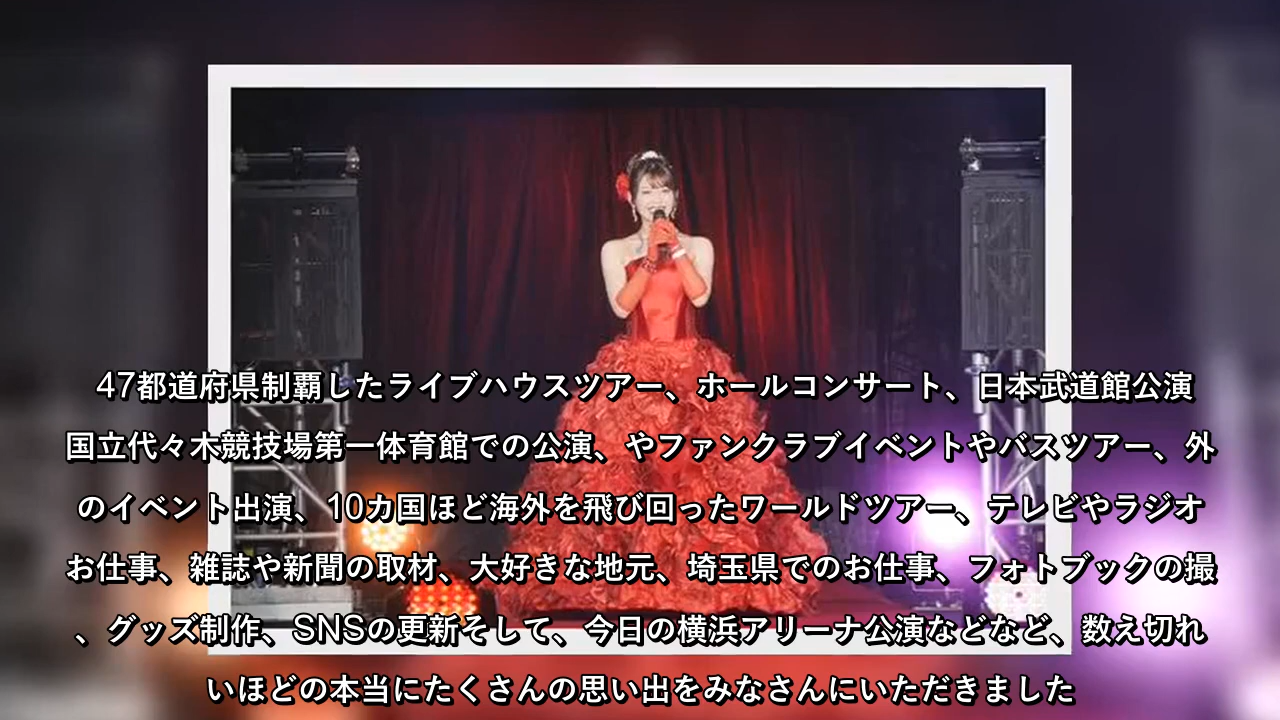 47都道府県制覇したライブハウスツアー、ホールコンサート、日本武道館公演
国立代々木競技場第一体育館での公演、やファンクラブイベントやバスツアー、外
のイベント出演、10カ国ほど海外を飛び回ったワールドツアー、テレビやラジオ
お仕事、雑誌や新聞の取材、大好きな地元、埼玉県でのお仕事、フォトブックの撮
、グッズ制作、SNSの更新そして、今日の横浜アリーナ公演などなど、数え切れ
いほどの本当にたくさんの思い出をみなさんにいただきました